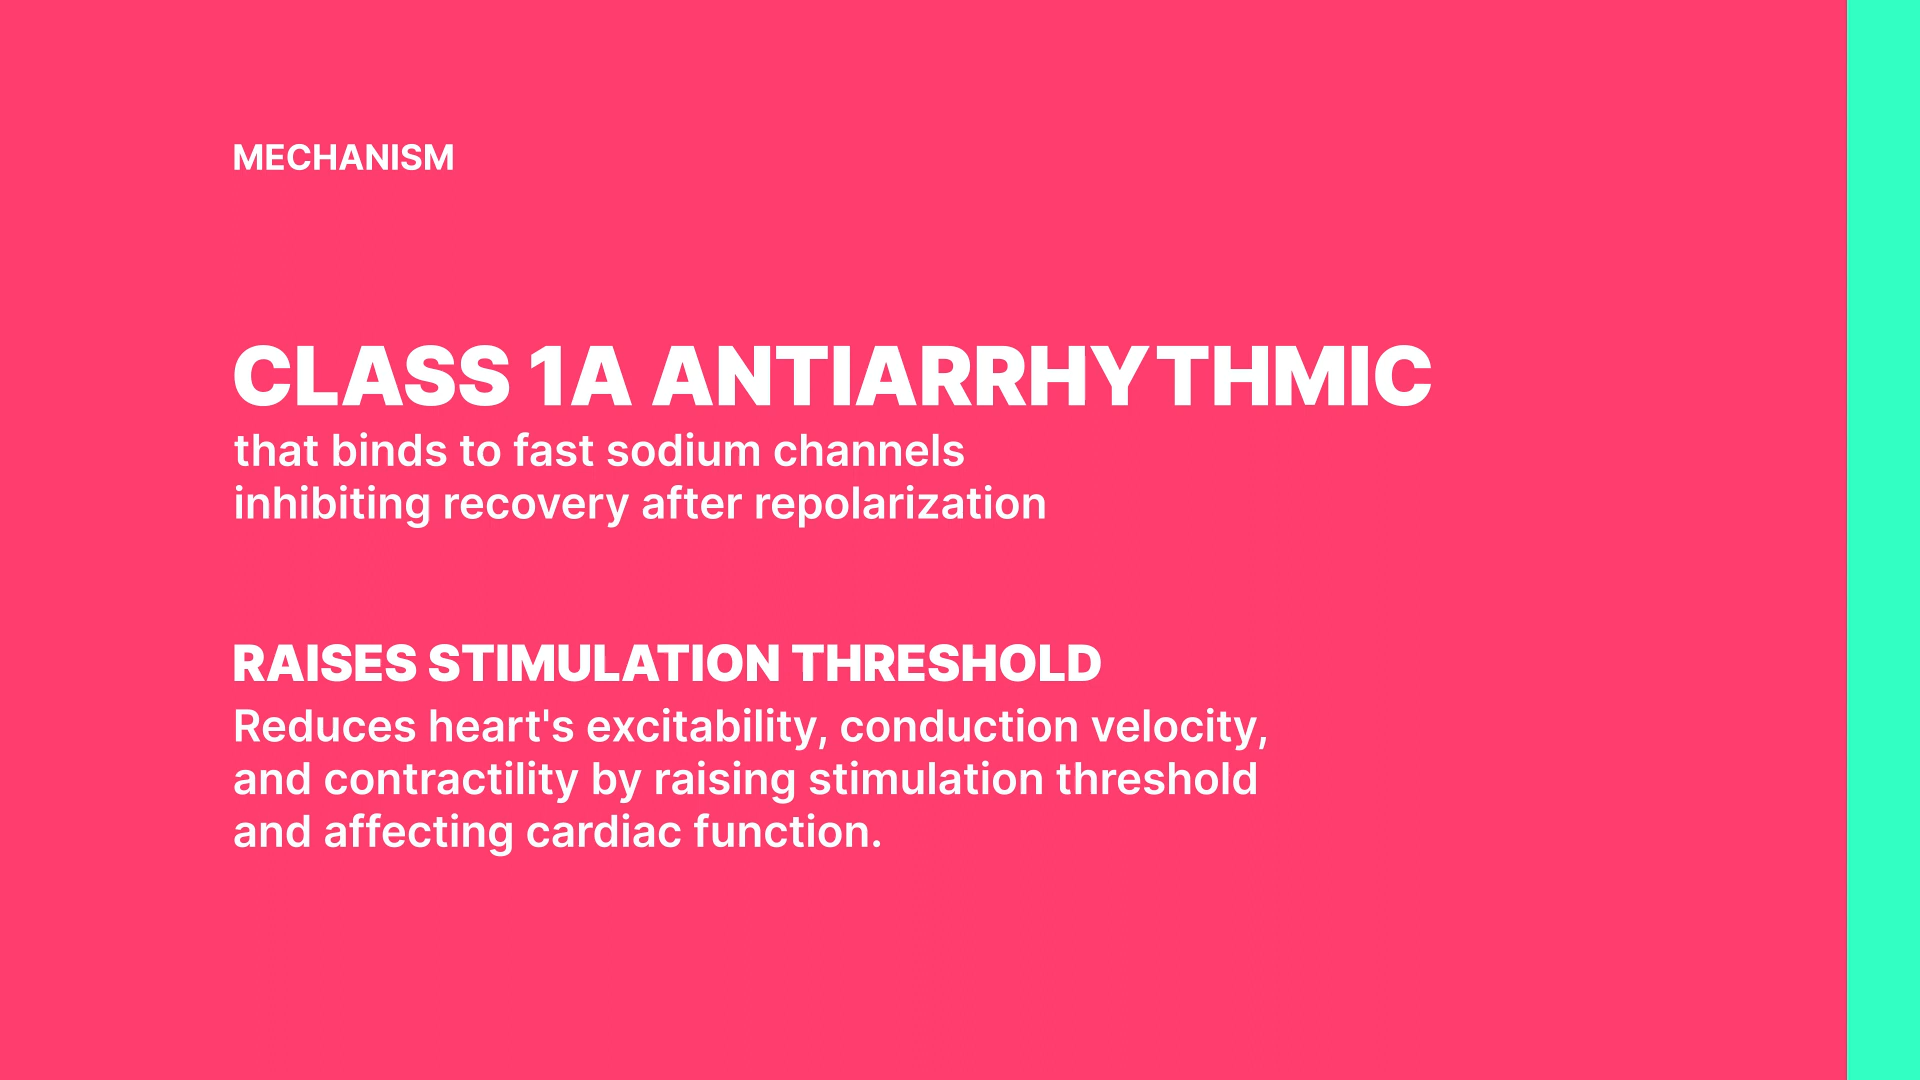 MECHANISM
CLASS 1A ANTIARRHYTHMIC
that binds to fast sodium channels
inhibiting recovery after repolarization
RAISES STIMULATION THRESHOLD
Reduces heart's excitability, conduction velocity,
and contractility by raising stimulation threshold
and affecting cardiac function.